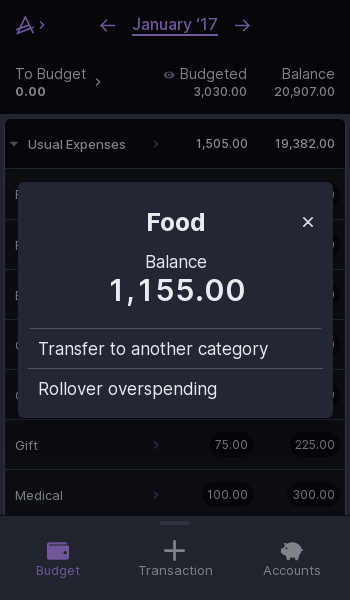 January ‘17
To Budget
0.00
Budgeted
3,030.00
Balance
20,907.00
Usual Expenses 1,505.00 19,382.00
Food
Balance
1,155.00
Transfer to another category
Rollover overspending
Gift 75.00 225.00
Medical 100.00 300.00
Budget
Transaction
Accounts